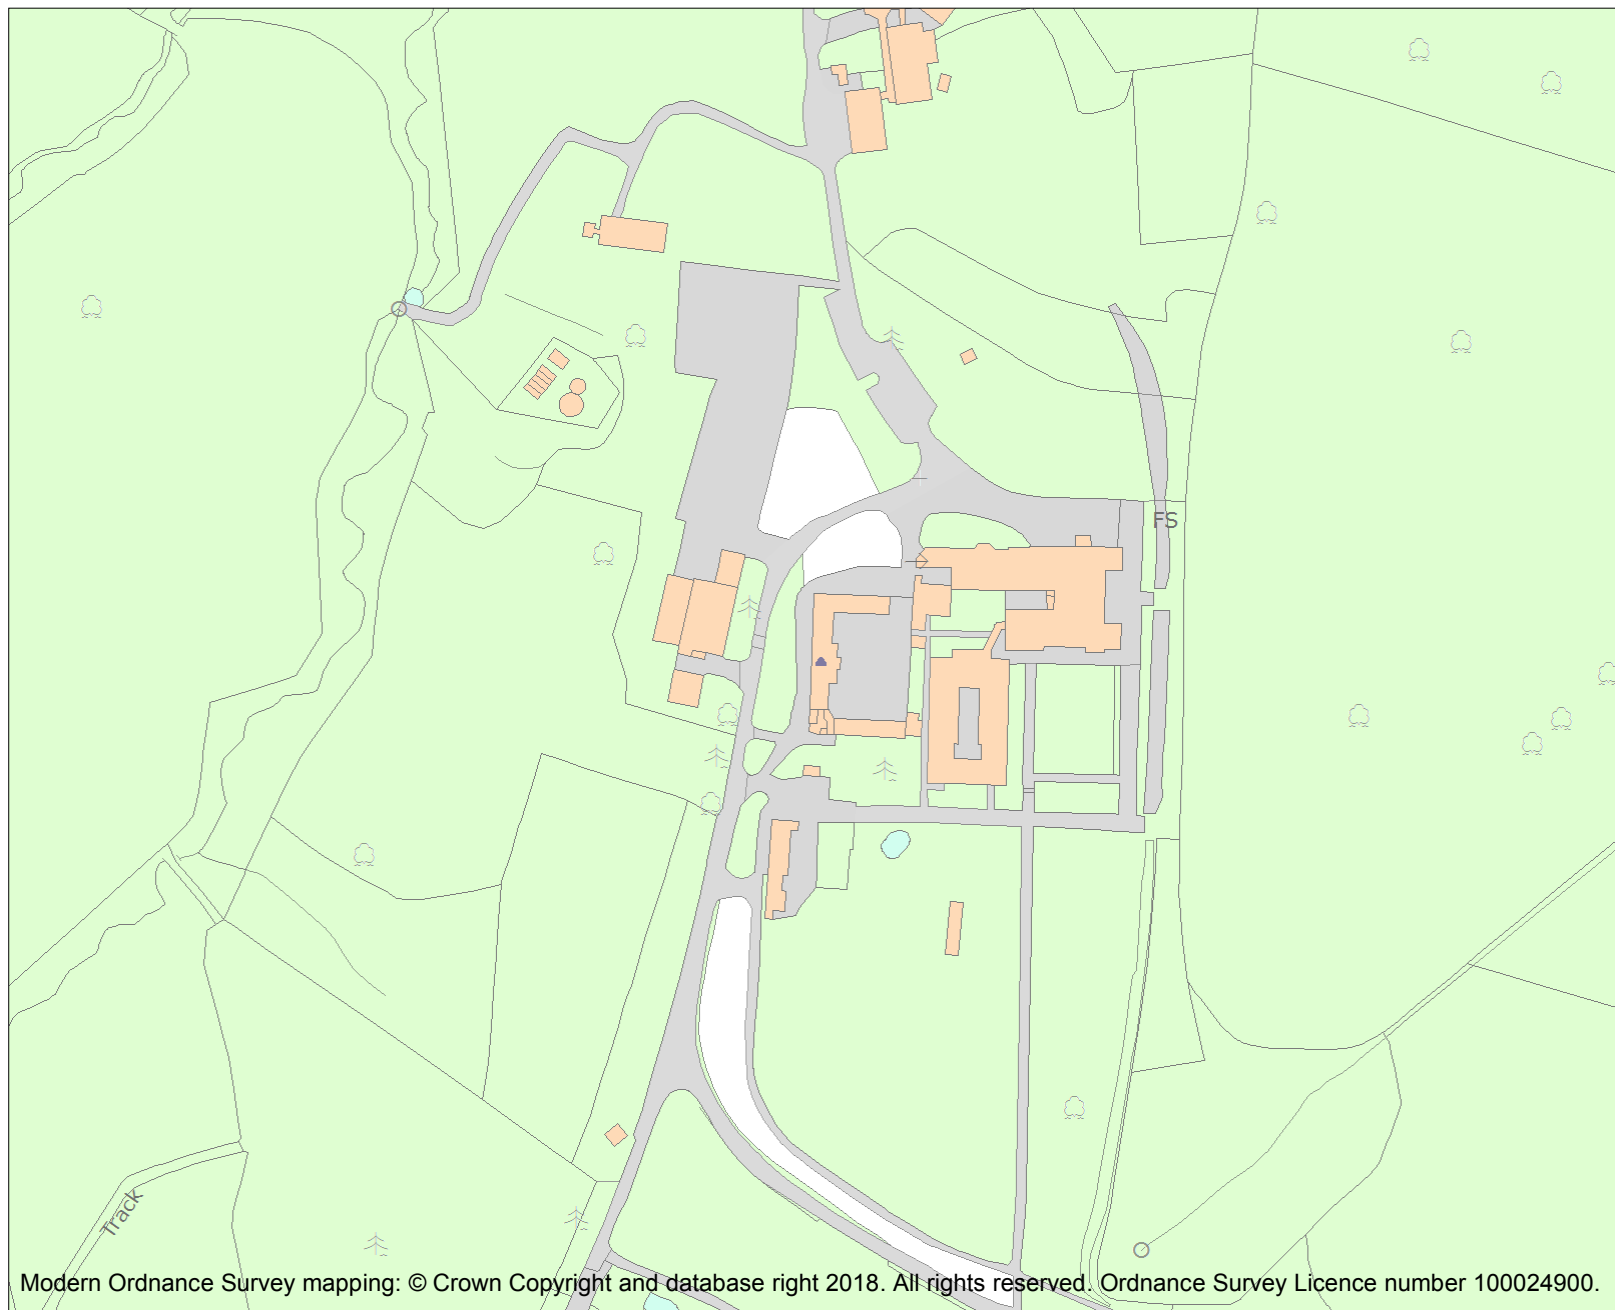 FS
Track
Modern Ordnance Survey mapping: © Crown Copyright and database right 2018. All rights reserved. Ordnance Survey Licence number 100024900.